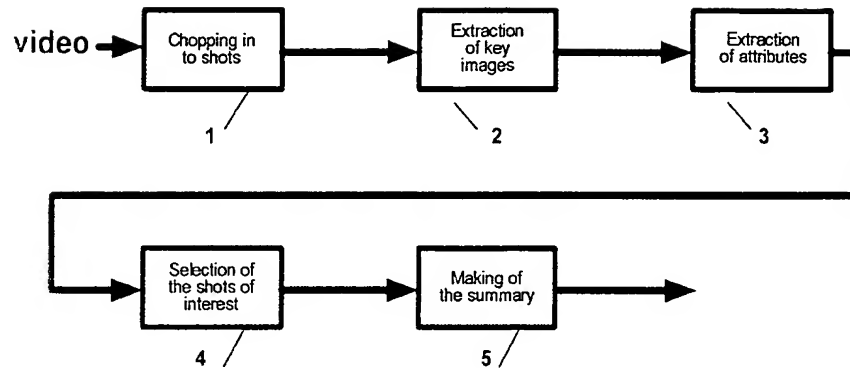 video
Chopping in
to shots
Extraction
of key
images
Extraction
of attributes
1
2
3
Selection of
the shots of
interest
Making of
the summary
4
5